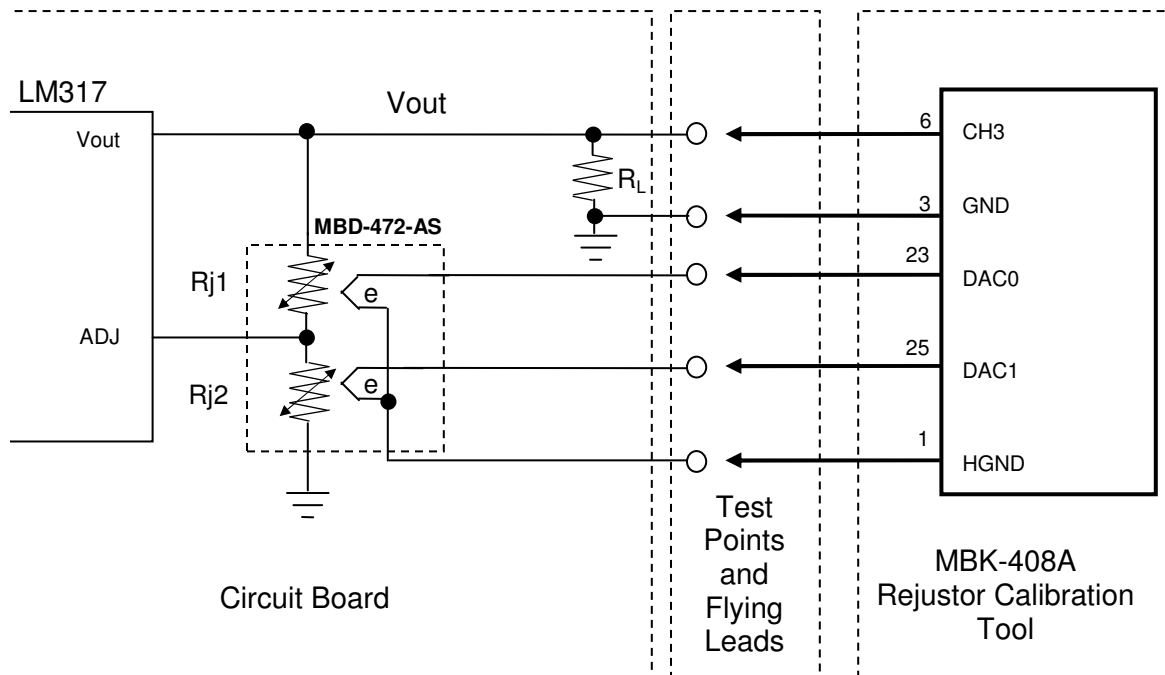 LM317
Vout
Vout
6
CH3
R_L
3
GND
MBD-472-AS
23
DAC0
Rj1
e
ADJ
25
DAC1
Rj2
e
1
HGND
Test
Points
and
Flying
Leads
MBK-408A
Rejustor Calibration
Tool
Circuit Board